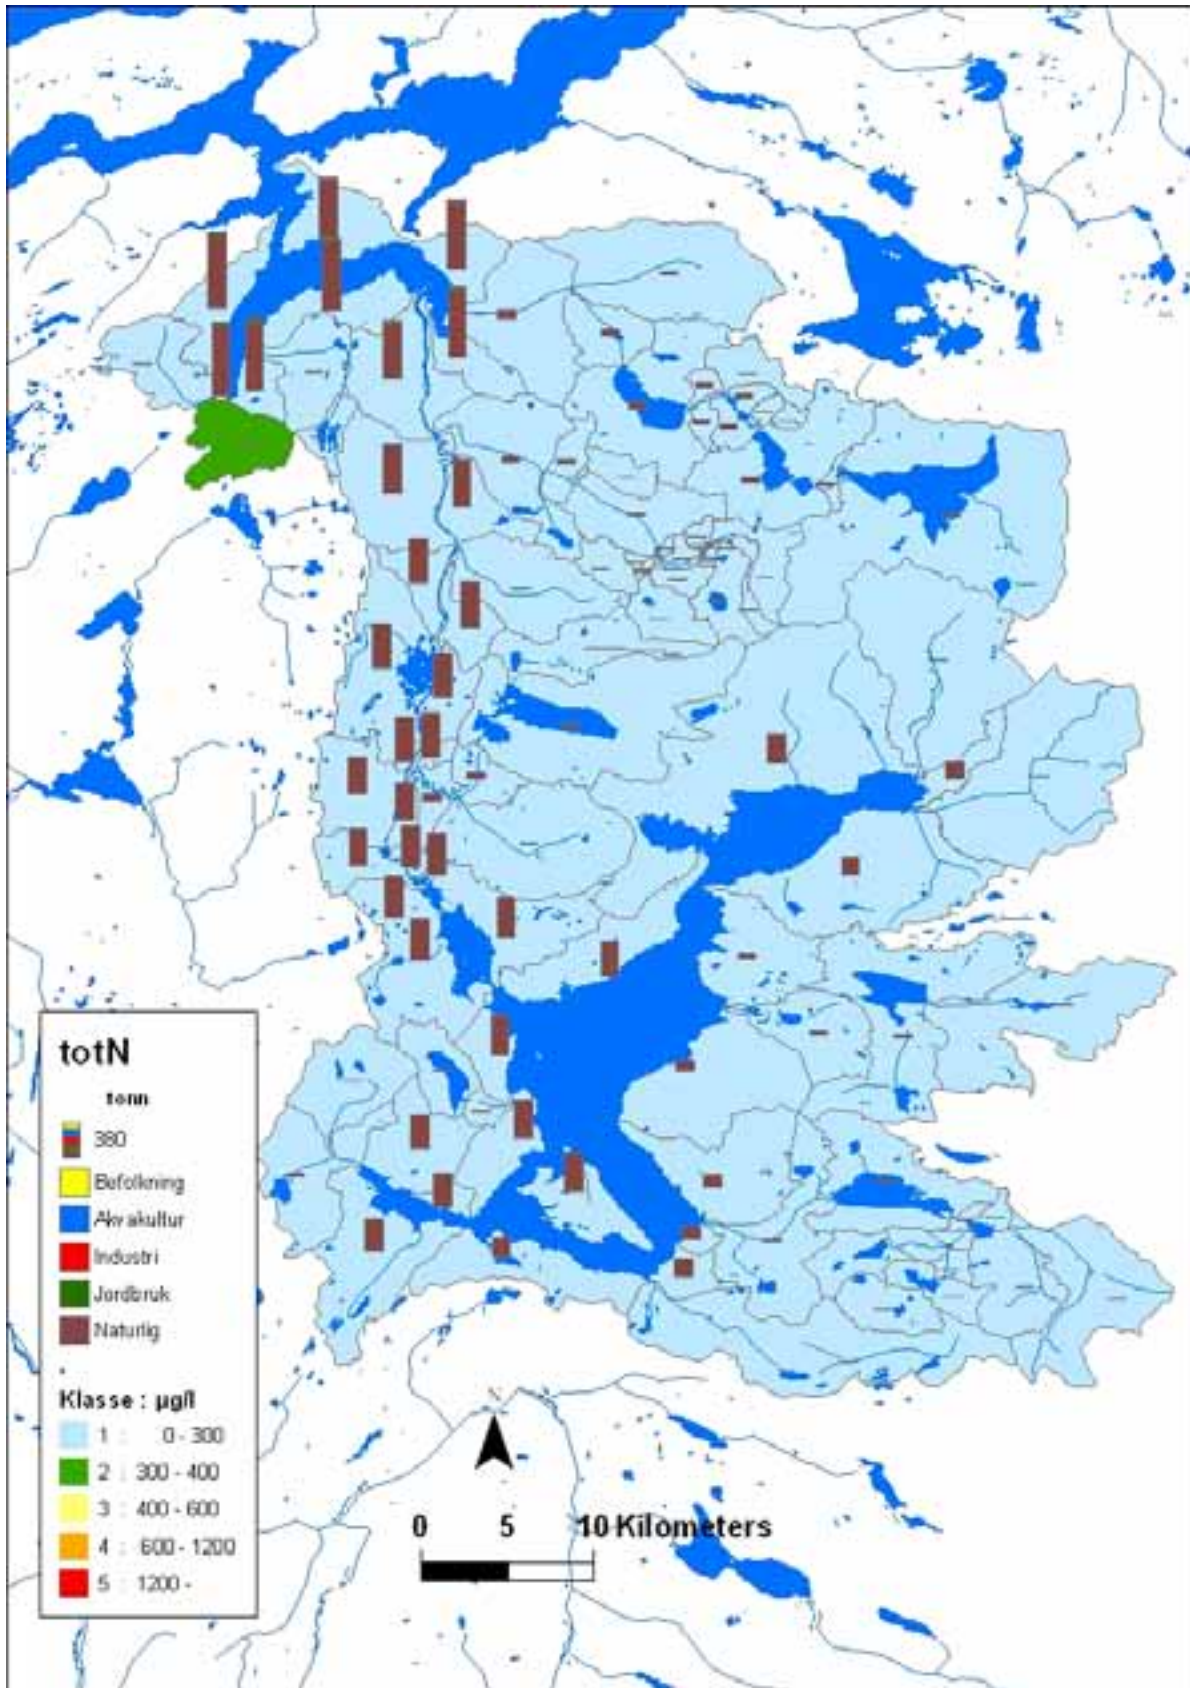 totN
tonn
380
Befolkning
Akvakultur
Industri
Jordbruk
Naturlig
Klasse : µg/l
1 : 0 - 300
2 : 300 - 400
3 : 400 - 600
4 : 600 - 1200
5 : 1200 -
N
0 5 10 Kilometers